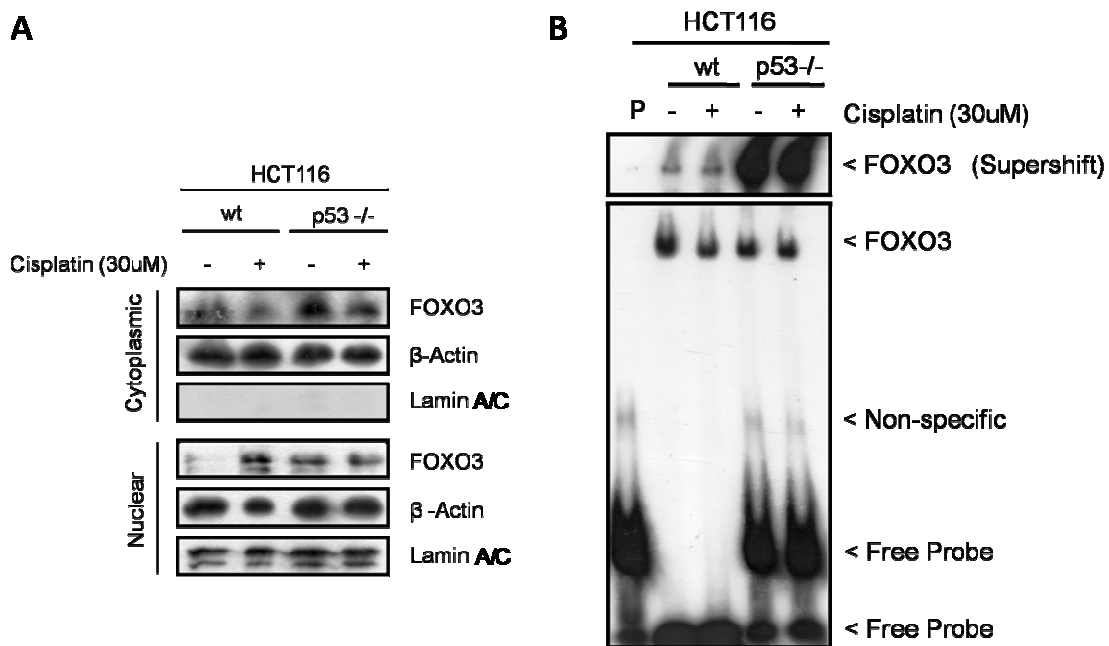 A
HCT116
wt p53 -/-
Cisplatin (30uM) - + - +
Cytoplasmic
FOXO3
β-Actin
Lamin A/C
Nuclear
FOXO3
β -Actin
Lamin A/C
B
HCT116
wt p53-/-
P - + - + Cisplatin (30uM)
< FOXO3 (Supershift)
< FOXO3
< Non-specific
< Free Probe
< Free Probe